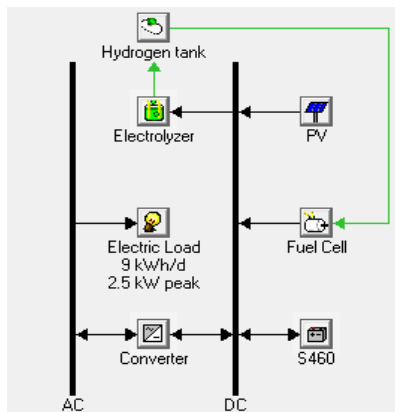 Hydrogen tank
Electrolyzer
PV
Electric Load
9 kWh/d
2.5 kW peak
Fuel Cell
Converter
S460
AC
DC